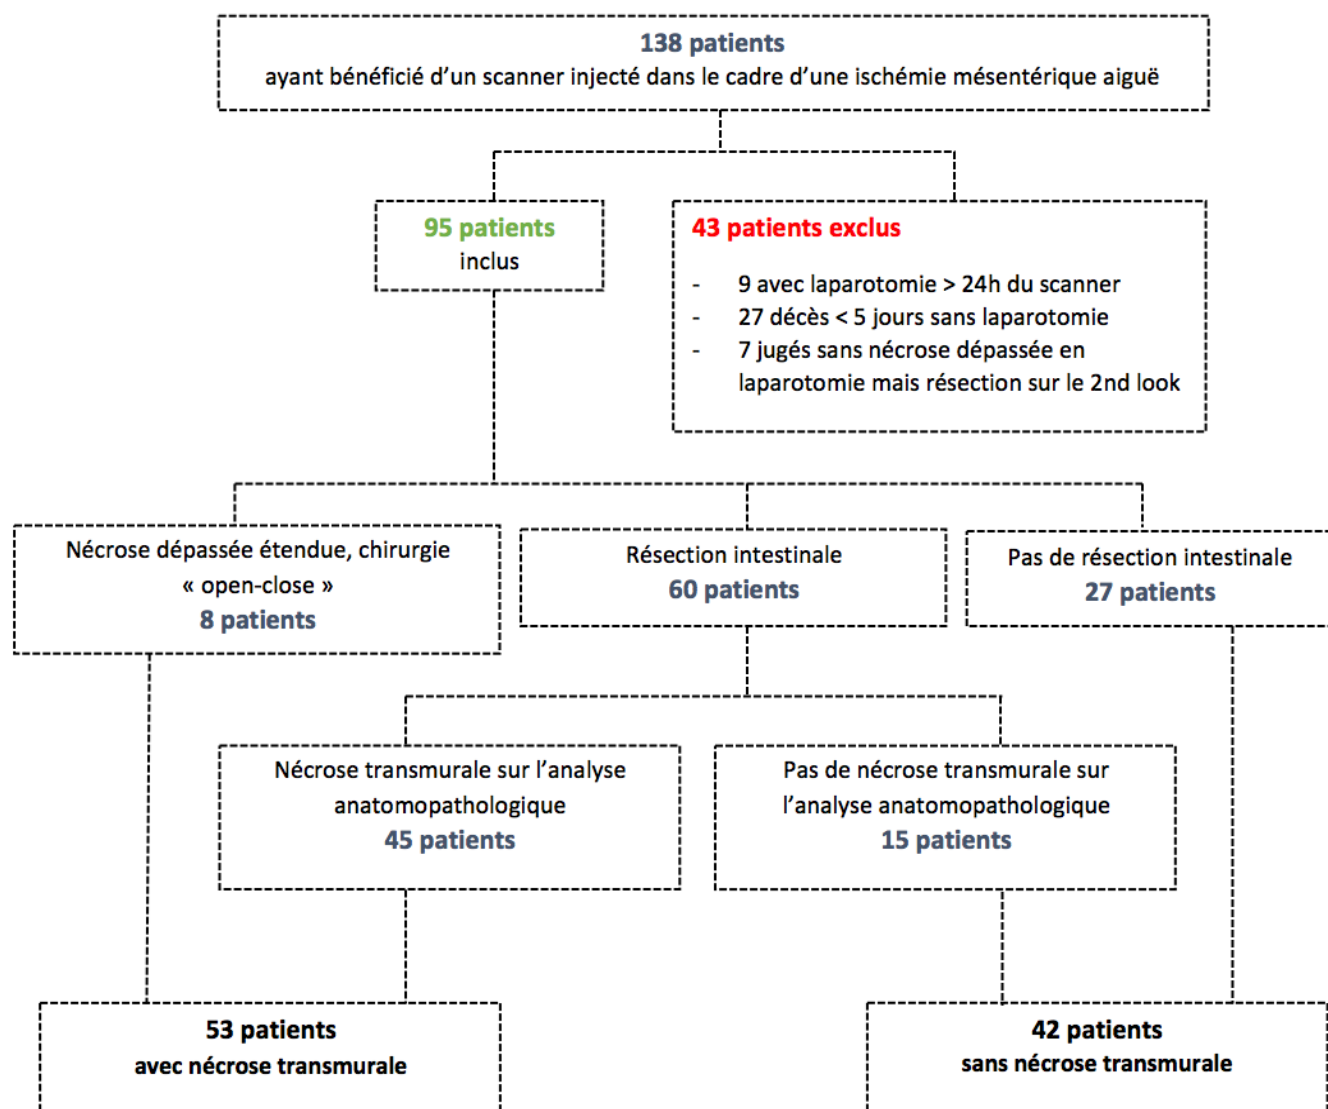 138 patients
ayant bénéficié d’un scanner injecté dans le cadre d’une ischémie mésentérique aiguë
95 patients
inclus
43 patients exclus
- 9 avec laparotomie > 24h du scanner
- 27 décès < 5 jours sans laparotomie
- 7 jugés sans nécrose dépassée en
laparotomie mais résection sur le 2nd look
Nécrose dépassée étendue, chirurgie
« open-close »
8 patients
Résection intestinale
60 patients
Pas de résection intestinale
27 patients
Nécrose transmurale sur l’analyse
anatomopathologique
45 patients
Pas de nécrose transmurale sur
l’analyse anatomopathologique
15 patients
53 patients
avec nécrose transmurale
42 patients
sans nécrose transmurale